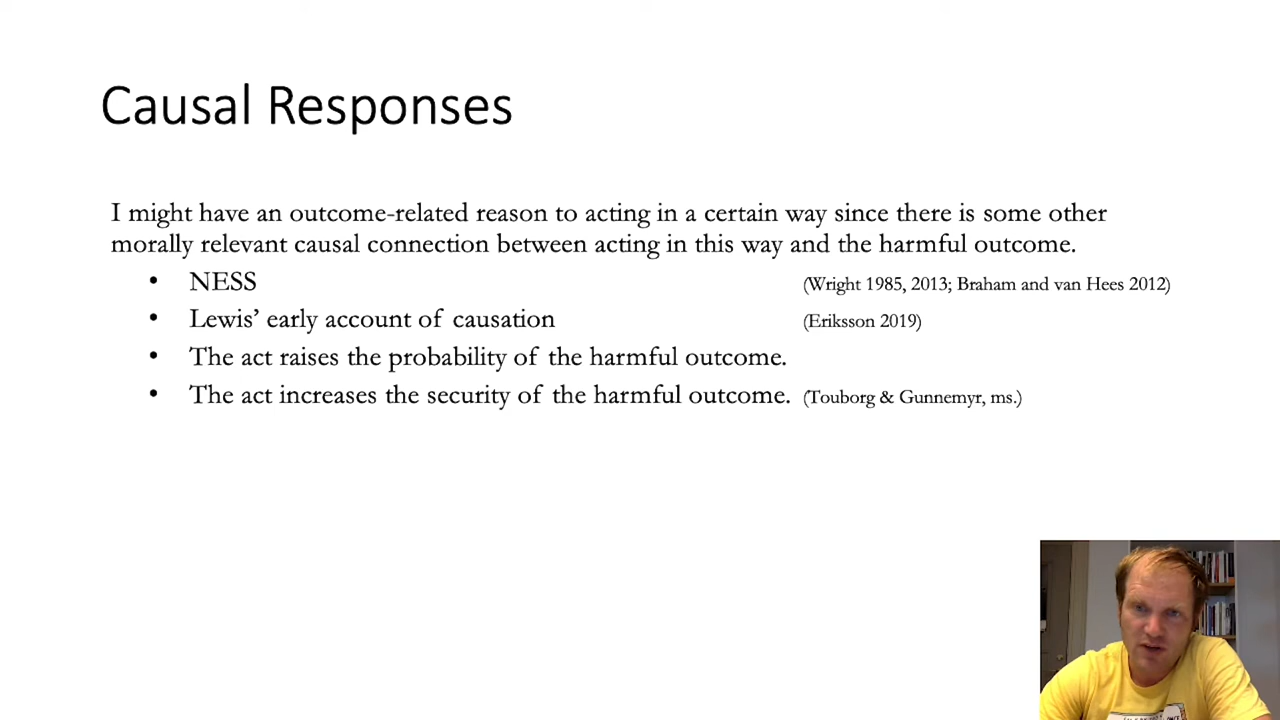 Causal Responses
I might have an outcome-related reason to acting in a certain way since there is some other
morally relevant causal connection between acting in this way and the harmful outcome.
• NESS (Wright 1985, 2013; Braham and van Hees 2012)
• Lewis’ early account of causation (Eriksson 2019)
• The act raises the probability of the harmful outcome.
• The act increases the security of the harmful outcome. (Touborg & Gunnemyr, ms.)